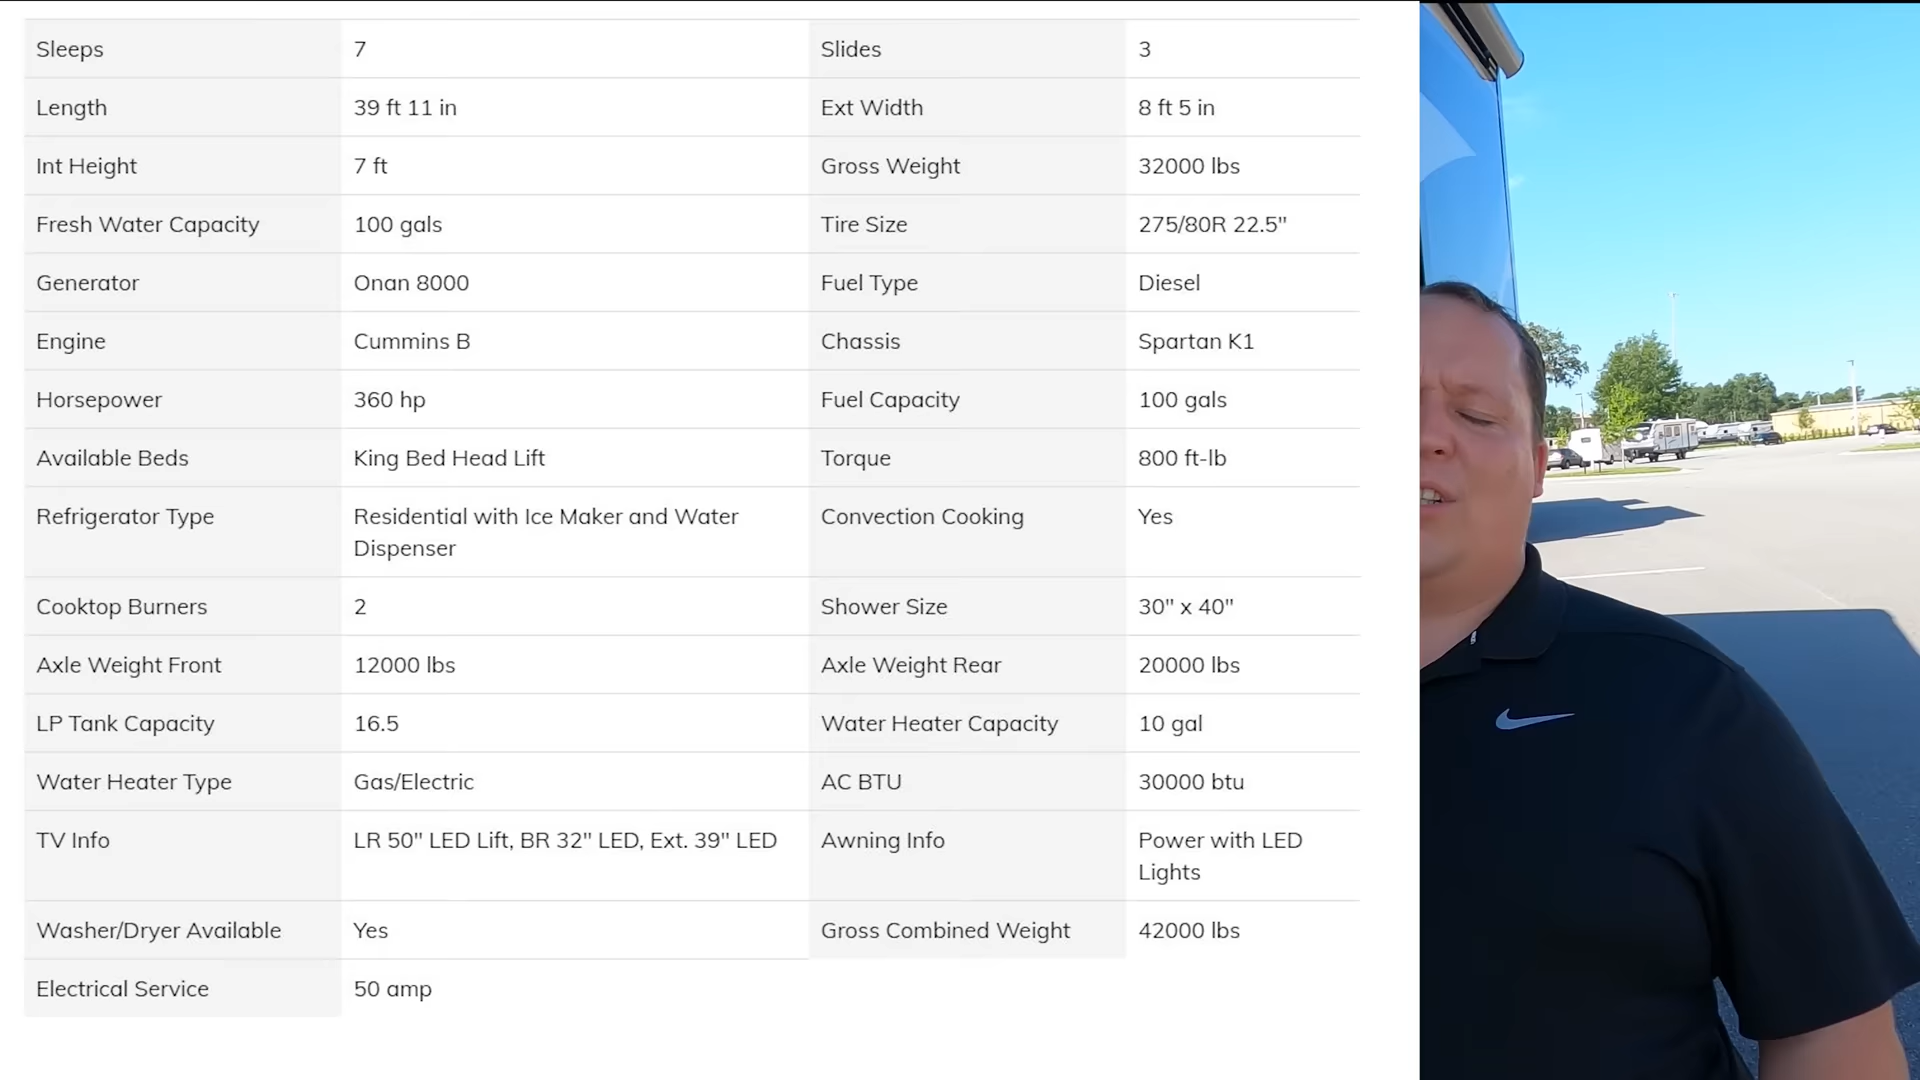 Sleeps 7 Slides 3
Length 39 ft 11 in Ext Width 8 ft 5 in
Int Height 7 ft Gross Weight 32000 lbs
Fresh Water Capacity 100 gals Tire Size 275/80R 22.5"
Generator Onan 8000 Fuel Type Diesel
Engine Cummins B Chassis Spartan K1
Horsepower 360 hp Fuel Capacity 100 gals
Available Beds King Bed Head Lift Torque 800 ft-lb
Refrigerator Type Residential with Ice Maker and Water Convection Cooking Yes
Dispenser
Cooktop Burners 2 Shower Size 30" x 40"
Axle Weight Front 12000 lbs Axle Weight Rear 20000 lbs
LP Tank Capacity 16.5 Water Heater Capacity 10 gal
Water Heater Type Gas/Electric AC BTU 30000 btu
TV Info LR 50" LED Lift, BR 32" LED, Ext. 39" LED Awning Info Power with LED
Lights
Washer/Dryer Available Yes Gross Combined Weight 42000 lbs
Electrical Service 50 amp